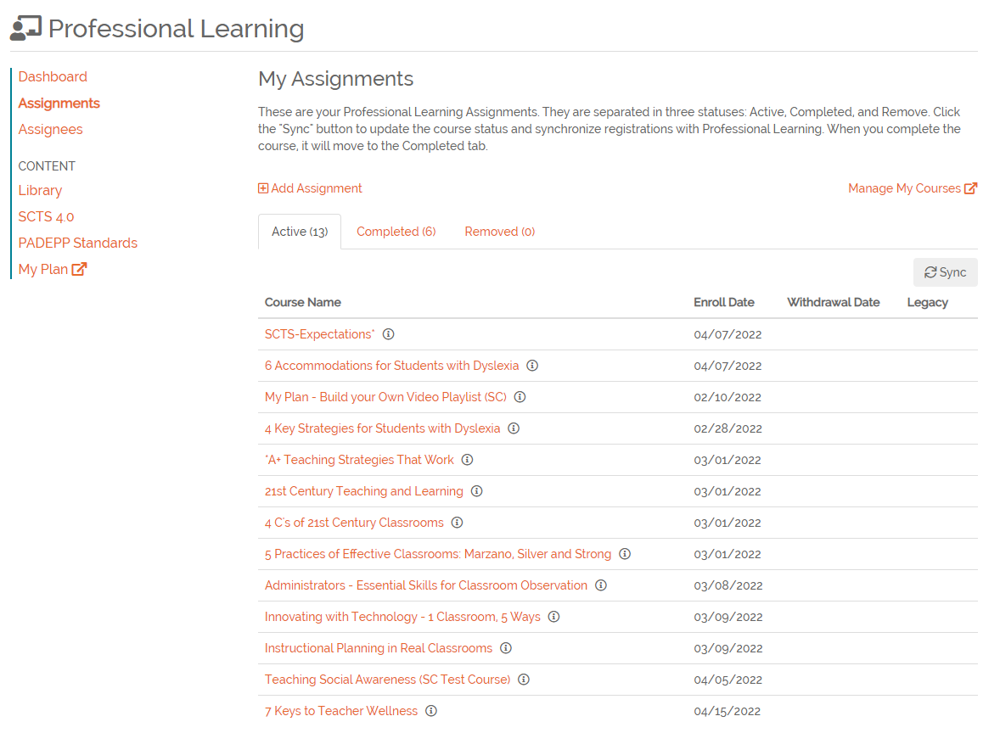 Professional Learning
Dashboard
Assignments
Assignees
CONTENT
Library
SCTS 4.0
PADEPP Standards
My Plan
My Assignments
These are your Professional Learning Assignments. They are separated in three statuses: Active, Completed, and Remove. Click
the "Sync" button to update the course status and synchronize registrations with Professional Learning. When you complete the
course, it will move to the Completed tab.
Add Assignment Manage My Courses
Active (13) Completed (6) Removed (0)
Sync
Course Name Enroll Date Withdrawal Date Legacy
SCTS-Expectations* 04/07/2022
6 Accommodations for Students with Dyslexia 04/07/2022
My Plan - Build your Own Video Playlist (SC) 02/10/2022
4 Key Strategies for Students with Dyslexia 02/28/2022
*A+ Teaching Strategies That Work 03/01/2022
21st Century Teaching and Learning 03/01/2022
4 C's of 21st Century Classrooms 03/01/2022
5 Practices of Effective Classrooms: Marzano, Silver and Strong 03/01/2022
Administrators - Essential Skills for Classroom Observation 03/08/2022
Innovating with Technology - 1 Classroom, 5 Ways 03/09/2022
Instructional Planning in Real Classrooms 03/09/2022
Teaching Social Awareness (SC Test Course) 04/05/2022
7 Keys to Teacher Wellness 04/15/2022